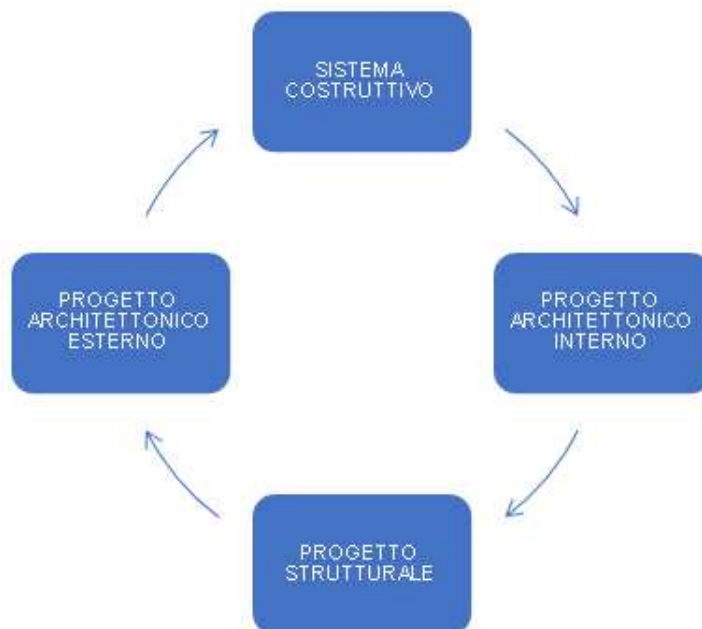 SISTEMA
COSTRUTTIVO
PROGETTO
ARCHITETTONICO
ESTERNO
PROGETTO
ARCHITETTONICO
INTERNO
PROGETTO
STRUTTURALE